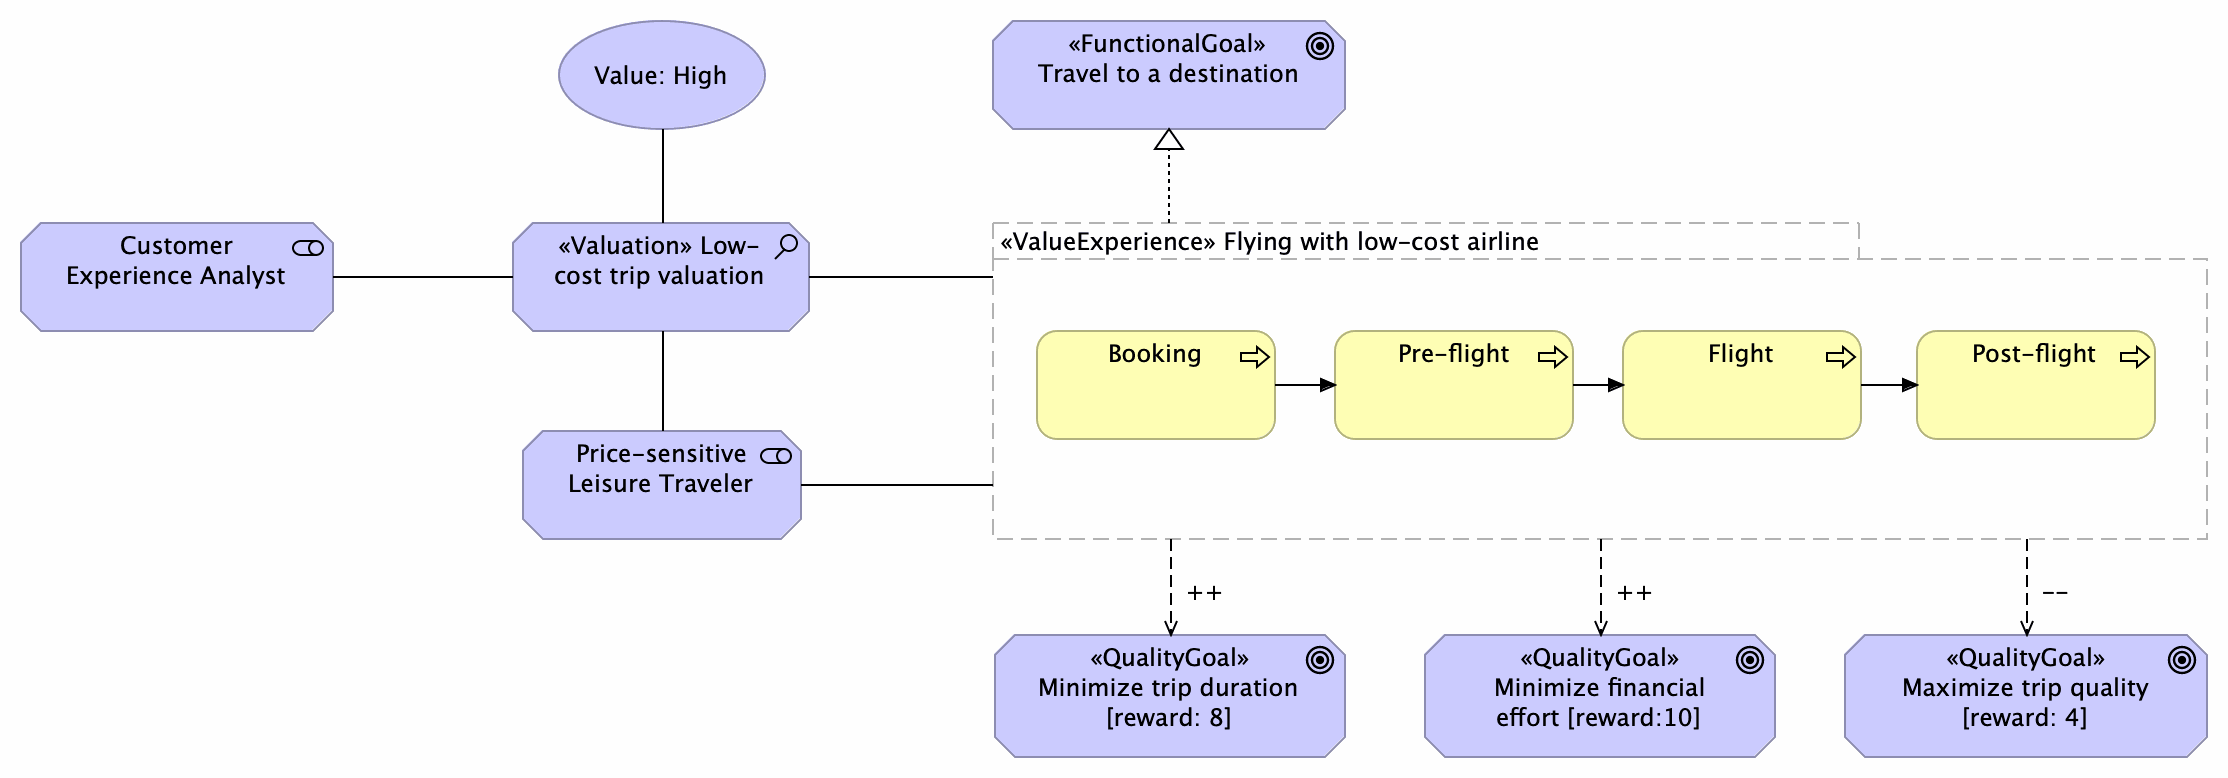 Value: High
«FunctionalGoal»
Travel to a destination
Customer
Experience Analyst
«Valuation» Low-
cost trip valuation
«ValueExperience» Flying with low-cost airline
Booking
Pre-flight
Flight
Post-flight
Price-sensitive
Leisure Traveler
++
++
--
«QualityGoal»
Minimize trip duration
[reward: 8]
«QualityGoal»
Minimize financial
effort [reward:10]
«QualityGoal»
Maximize trip quality
[reward: 4]